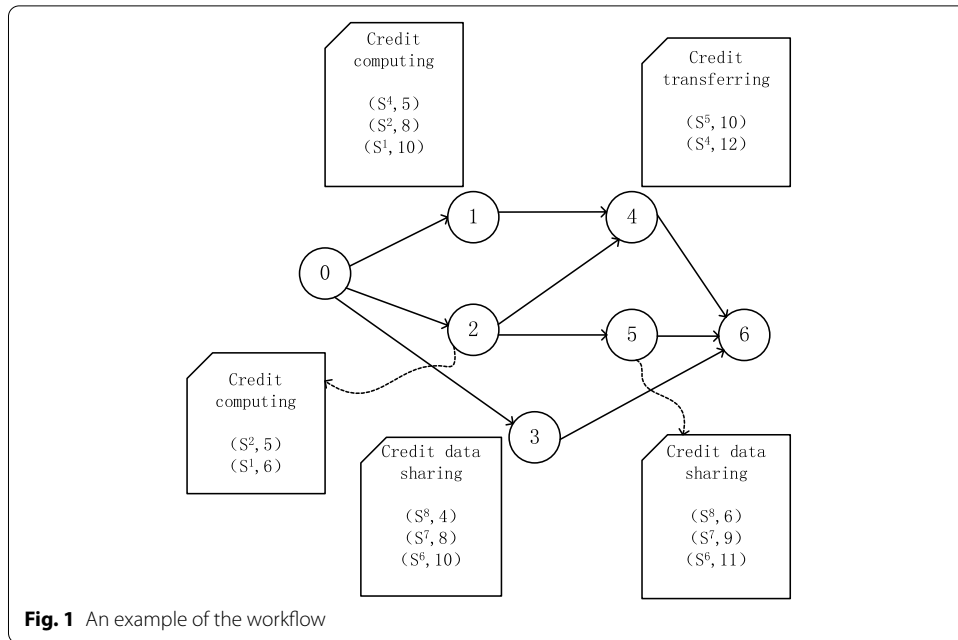 Credit
computing
(S⁴, 5)
(S², 8)
(S¹, 10)
Credit
transferring
(S⁵, 10)
(S⁴, 12)
1
4
0
2
5
6
3
Credit
computing
(S², 5)
(S¹, 6)
Credit data
sharing
(S⁸, 4)
(S⁷, 8)
(S⁶, 10)
Credit data
sharing
(S⁸, 6)
(S⁷, 9)
(S⁶, 11)
Fig. 1 An example of the workflow